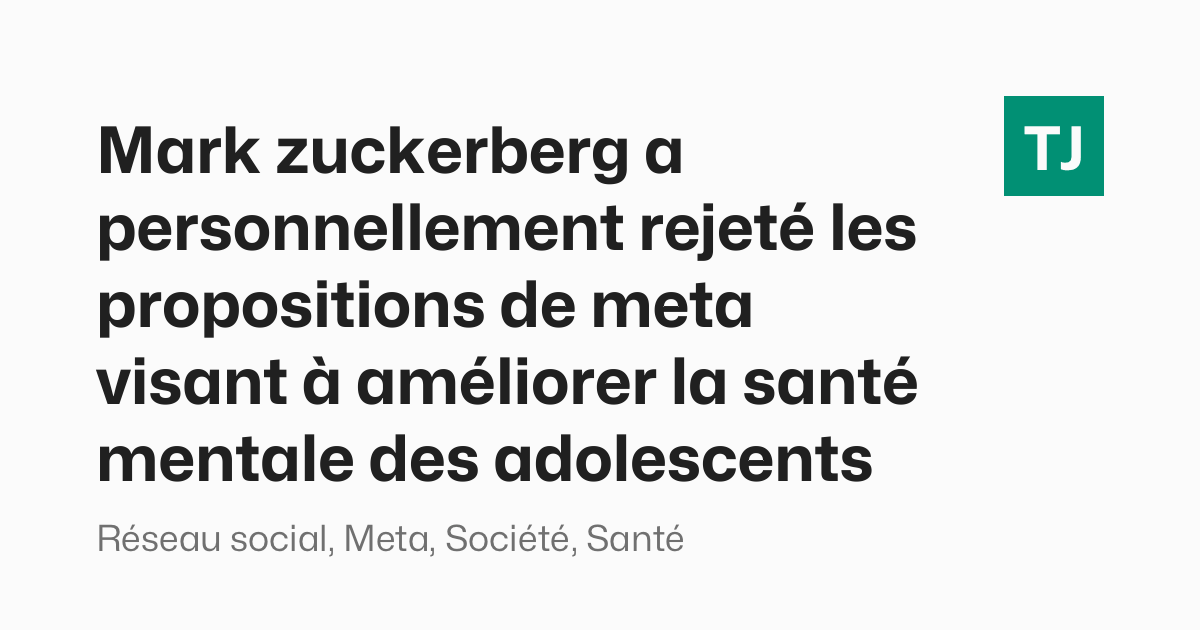 Mark zuckerberg a
personnellement rejeté les
propositions de meta
visant à améliorer la santé
mentale des adolescents
Réseau social, Meta, Société, Santé
TJ